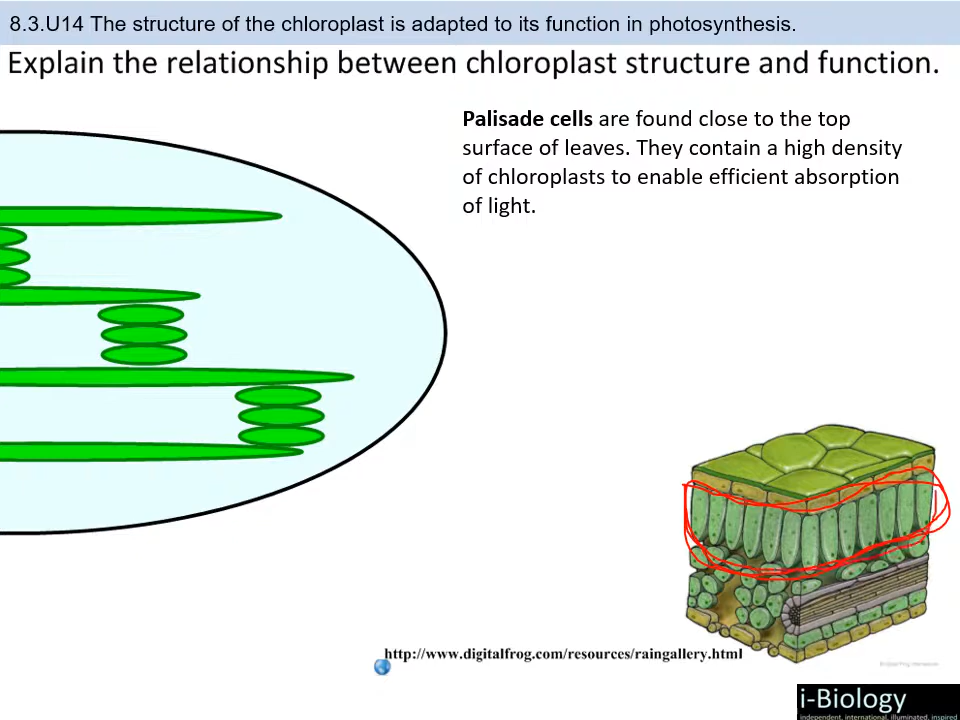 8.3.U14 The structure of the chloroplast is adapted to its function in photosynthesis.
Explain the relationship between chloroplast structure and function.
Palisade cells are found close to the top
surface of leaves. They contain a high density
of chloroplasts to enable efficient absorption
of light.
http://www.digitalfrog.com/resources/raingallery.html
i-Biology
independent, international, illuminated, inspired